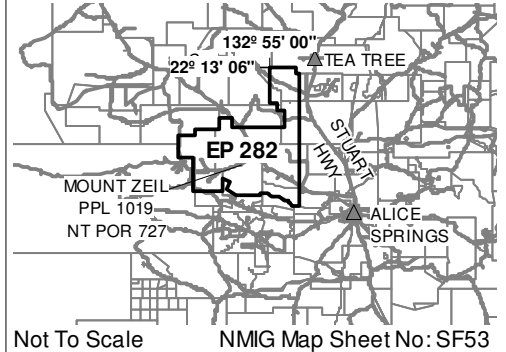 132º 55' 00"
22º 13' 06"
TEA TREE
STUART
HWY
EP 282
MOUNT ZEIL
PPL 1019
NT POR 727
ALICE
SPRINGS
Not To Scale
NMIG Map Sheet No: SF53